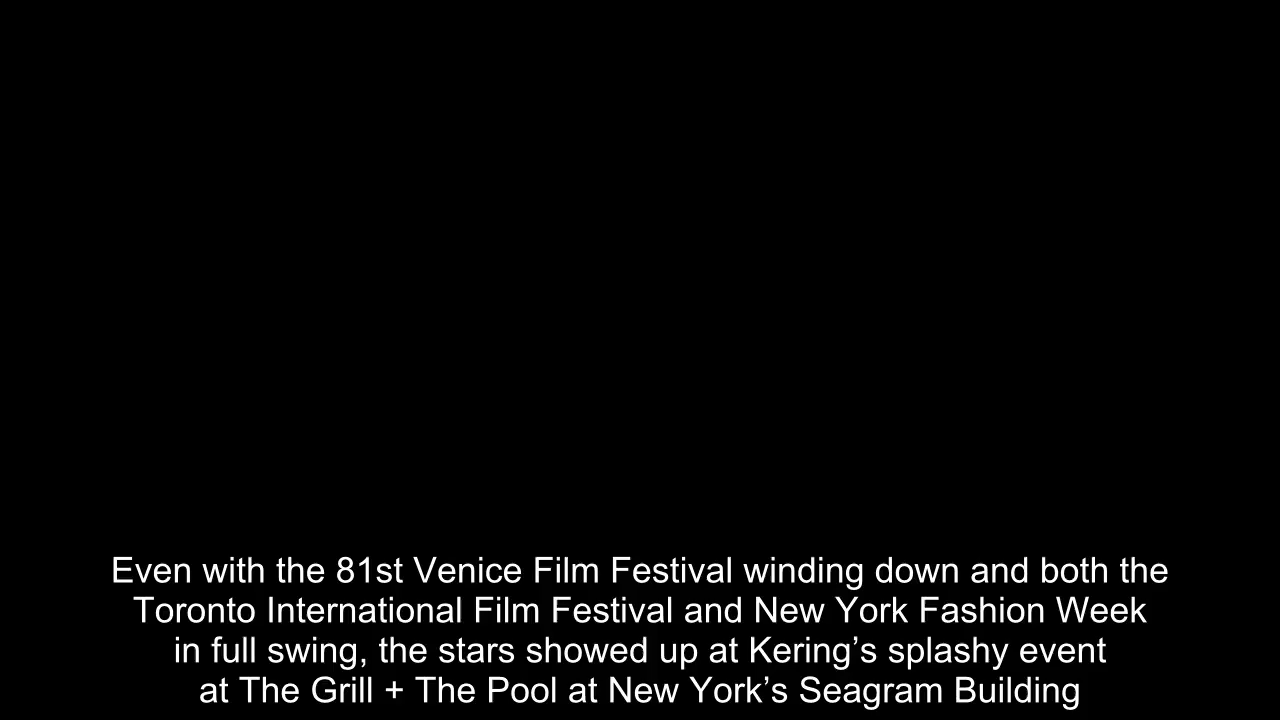 Even with the 81st Venice Film Festival winding down and both the
Toronto International Film Festival and New York Fashion Week
in full swing, the stars showed up at Kering’s splashy event
at The Grill + The Pool at New York’s Seagram Building